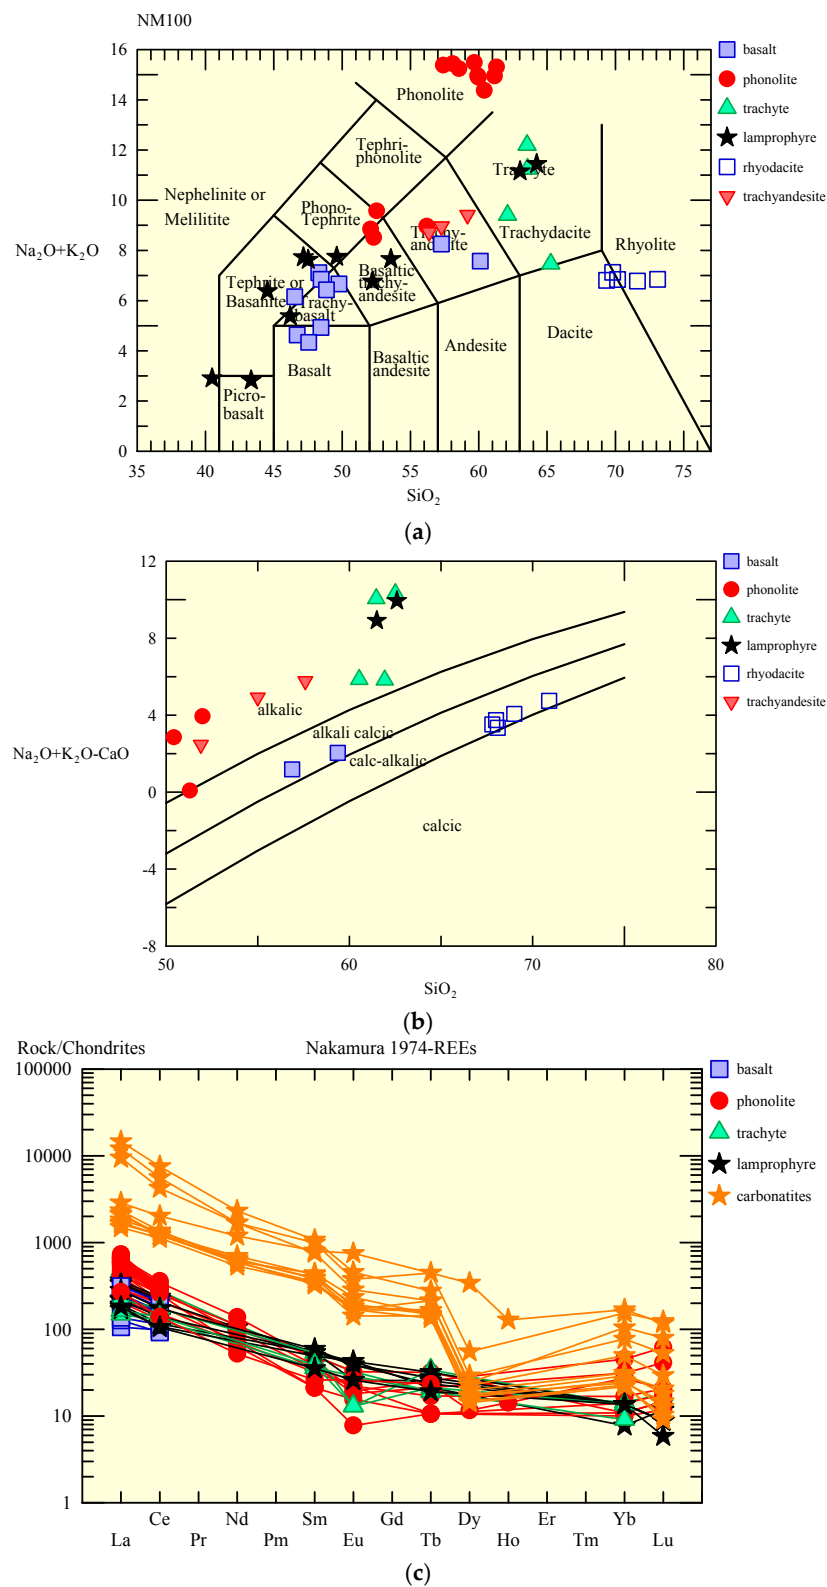 NM100
16
14
12
10
8
6
4
2
0
Na₂O+K₂O
Phonolite
Tephri-
phonolite
Trachyte
Nephelinite or
Melilitite
Phono-
Tephrite
Trachy-
andesite
Trachydacite
Rhyolite
Tephrite or
Basanite
Basaltic
trachy-
andesite
Trachy-
basalt
Dacite
Andesite
Basaltic
andesite
Basalt
Picro-
basalt
35 40 45 50 55 60 65 70 75
SiO₂
basalt
phonolite
trachyte
lamprophyre
rhyodacite
trachyandesite
(a)
12
8
4
0
-4
-8
Na₂O+K₂O-CaO
alkalic
alkali calcic
calc-alkalic
calcic
50 60 70 80
SiO₂
basalt
phonolite
trachyte
lamprophyre
rhyodacite
trachyandesite
(b)
Rock/Chondrites Nakamura 1974-REEs
100000
10000
1000
100
10
1
Ce Nd Sm Gd Dy Er Yb
La Pr Pm Eu Tb Ho Tm Lu
basalt
phonolite
trachyte
lamprophyre
carbonatites
(c)